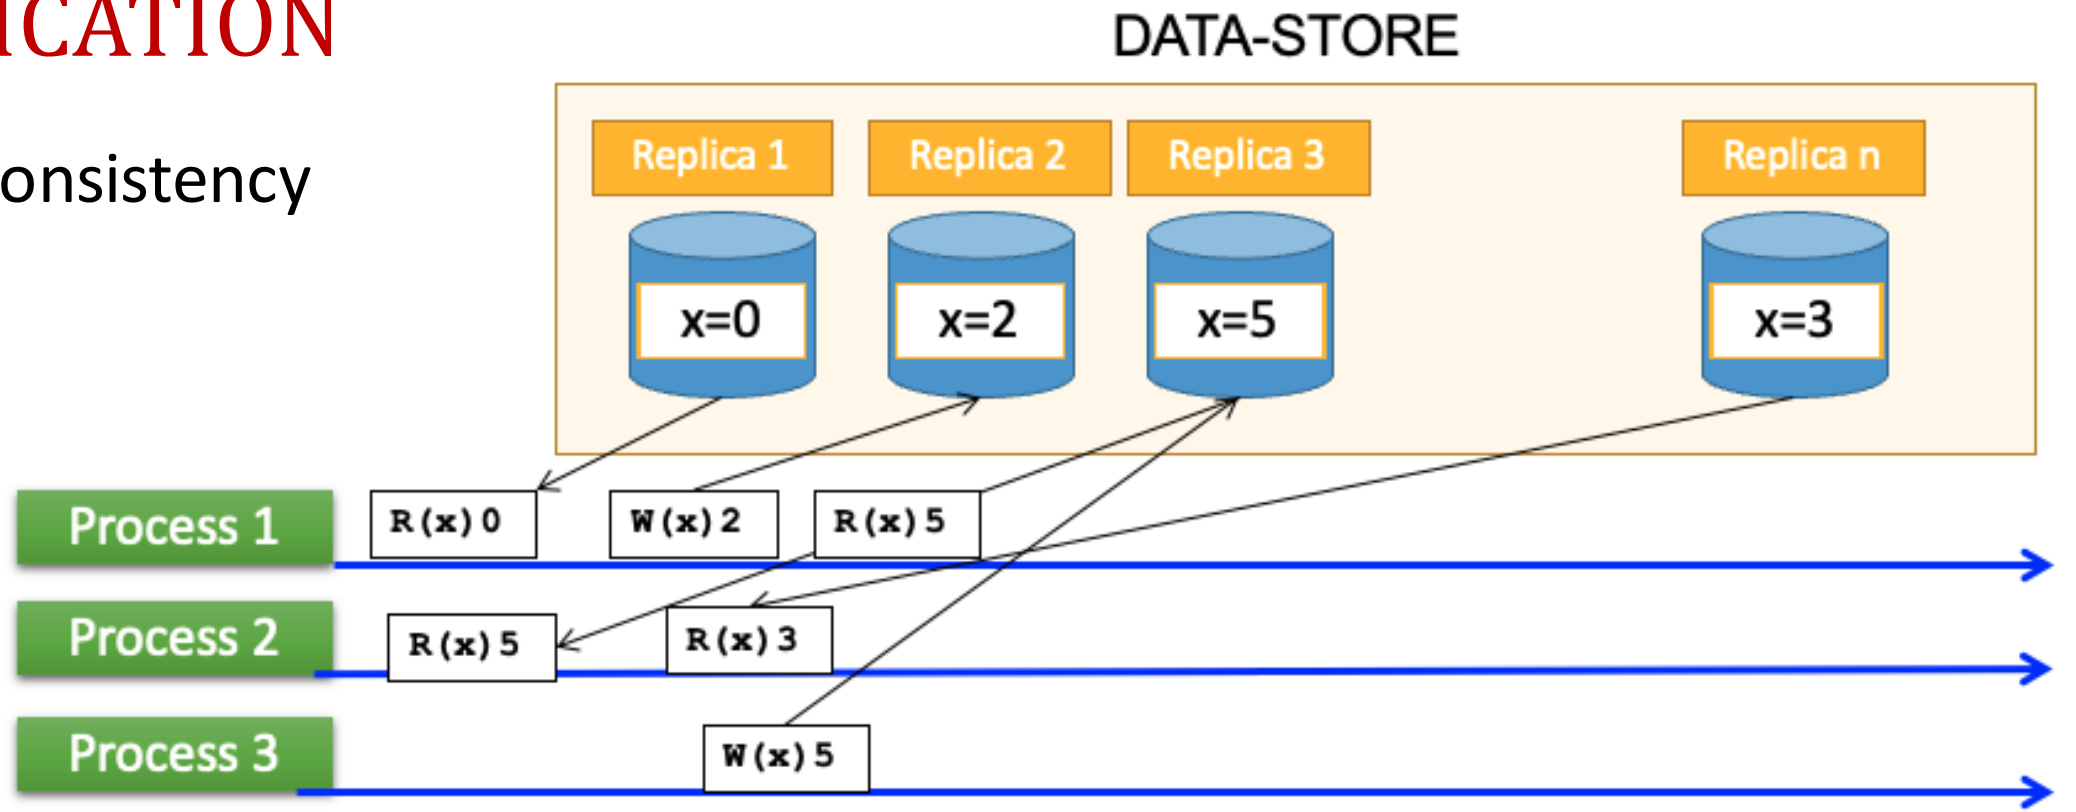 ICATION
DATA-STORE
onsistency
Replica 1
Replica 2
Replica 3
Replica n
x=0
x=2
x=5
x=3
Process 1
R(x)0
W(x)2
R(x)5
Process 2
R(x)5
R(x)3
Process 3
W(x)5